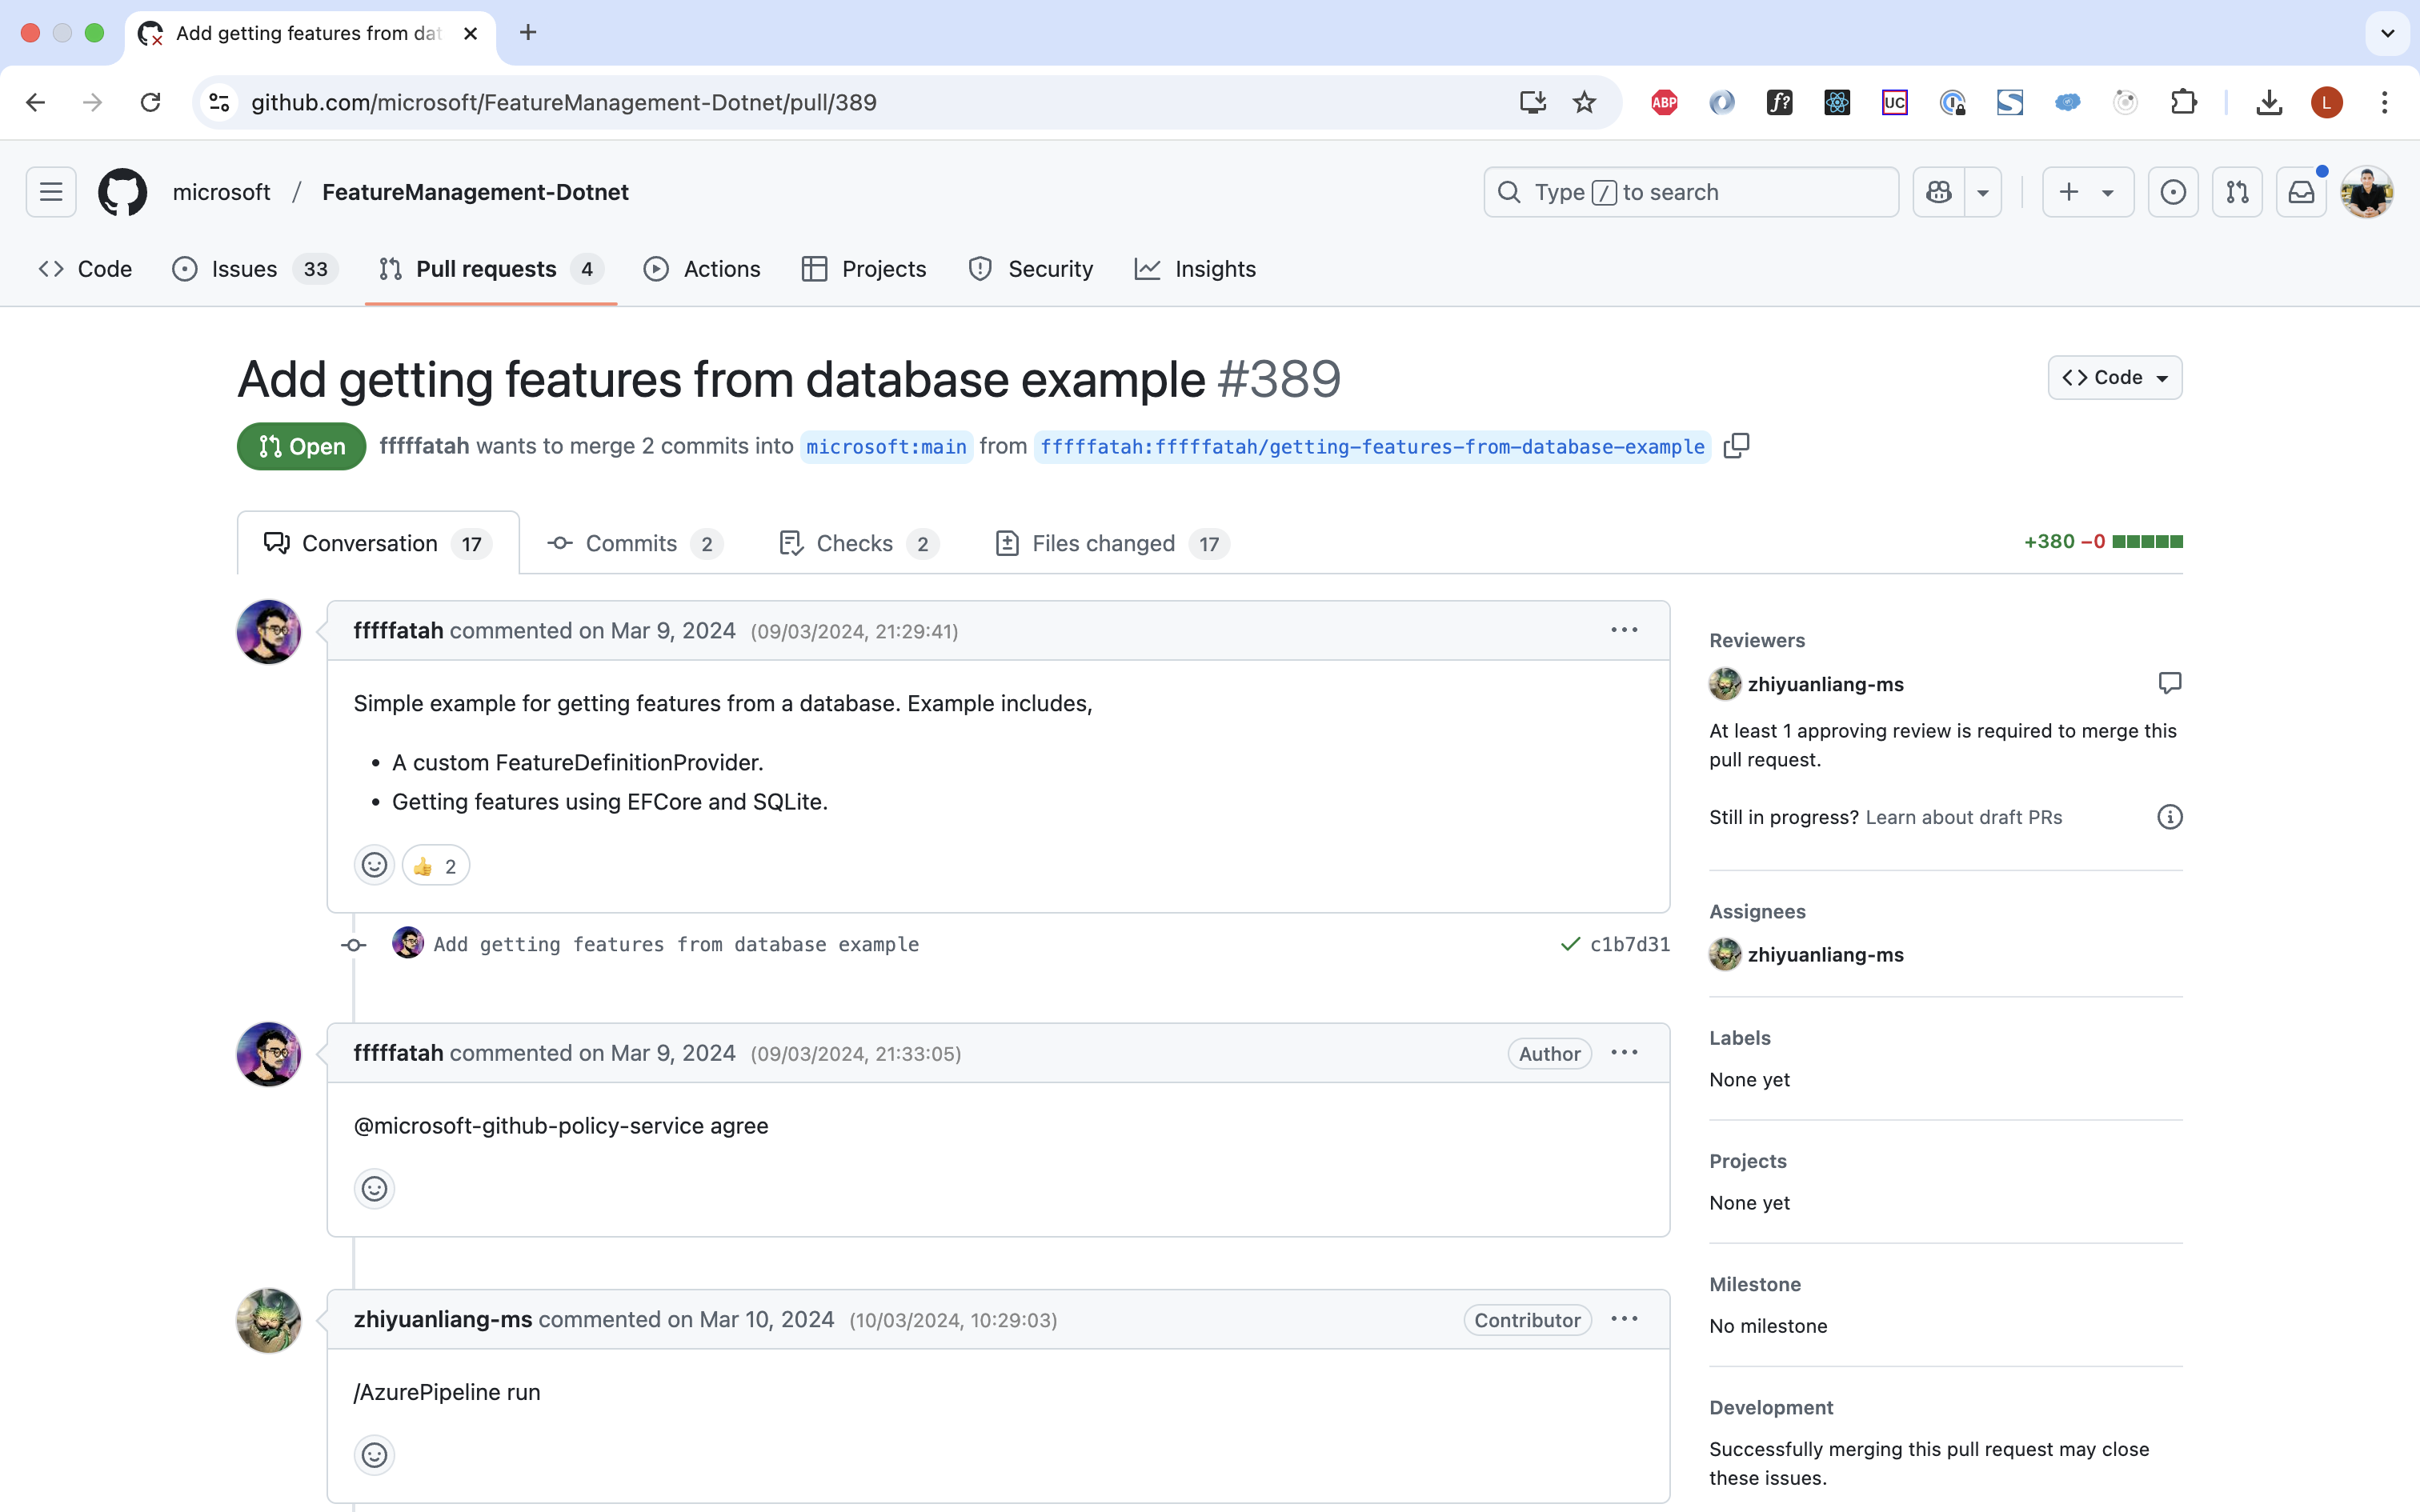 Add getting features from dat
github.com/microsoft/FeatureManagement-Dotnet/pull/389
ABP
f?
UC
L
microsoft / FeatureManagement-Dotnet
Type / to search
Code
Issues 33
Pull requests 4
Actions
Projects
Security
Insights
Add getting features from database example #389
Code
Open
fffffatah wants to merge 2 commits into microsoft:main from fffffatah:fffffatah/getting-features-from-database-example
Conversation 17
Commits 2
Checks 2
Files changed 17
+380 −0
fffffatah commented on Mar 9, 2024 (09/03/2024, 21:29:41)
Simple example for getting features from a database. Example includes,
• A custom FeatureDefinitionProvider.
• Getting features using EFCore and SQLite.
👍 2
Add getting features from database example
c1b7d31
fffffatah commented on Mar 9, 2024 (09/03/2024, 21:33:05)
Author
@microsoft-github-policy-service agree
zhiyuanliang-ms commented on Mar 10, 2024 (10/03/2024, 10:29:03)
Contributor
/AzurePipeline run
Reviewers
zhiyuanliang-ms
At least 1 approving review is required to merge this
pull request.
Still in progress? Learn about draft PRs
Assignees
zhiyuanliang-ms
Labels
None yet
Projects
None yet
Milestone
No milestone
Development
Successfully merging this pull request may close
these issues.